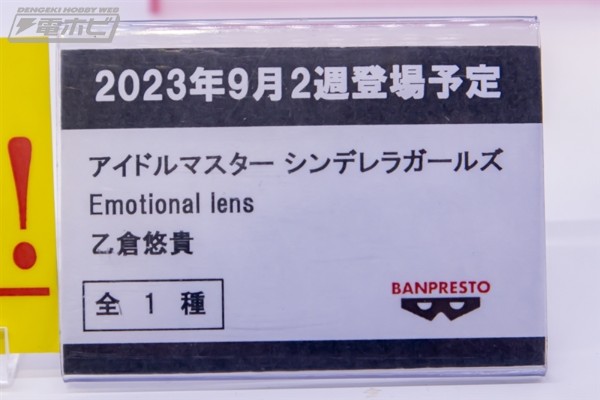 DENGEKI HOBBY WEB
電ホビ
2023年9月2週登場予定
アイドルマスター シンデレラガールズ
Emotional lens
乙倉悠貴
全 1 種
BANPRESTO
!